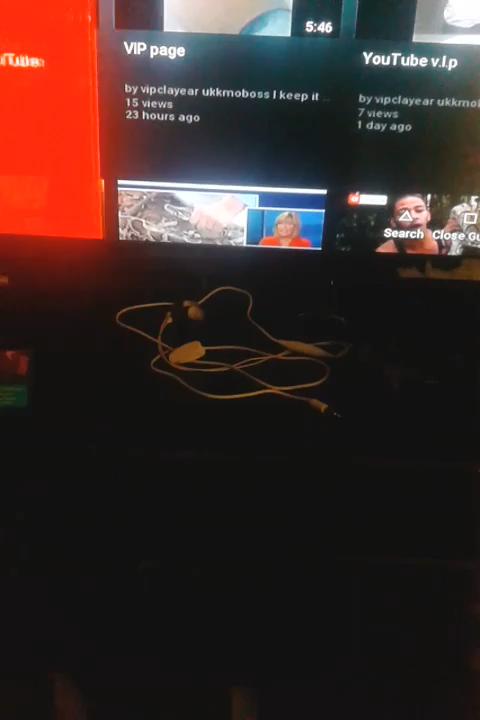 5:46
VIP page
YouTube v.I.p
by vipclayear ukkmoboss I keep it ...
15 views
23 hours ago
by vipclayear ukkmo
7 views
1 day ago
Search
Close Gu